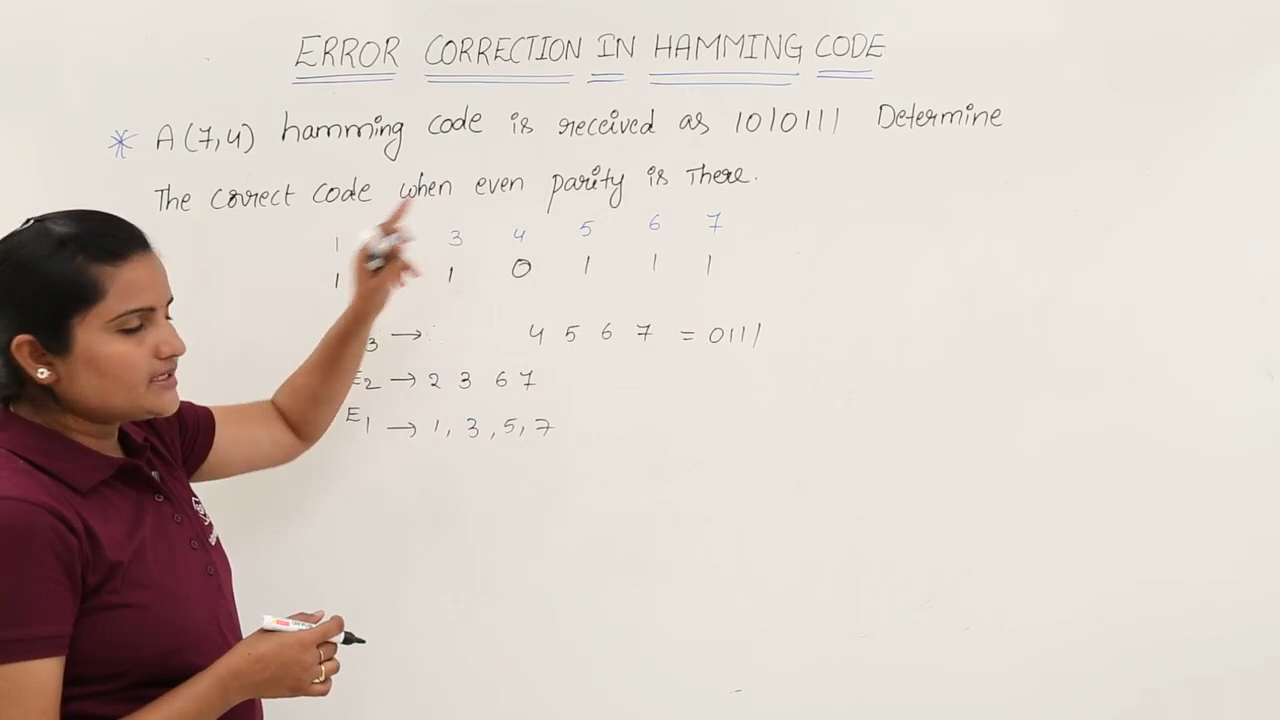 ERROR CORRECTION IN HAMMING CODE
* A (7,4) hamming code is received as 1010111 Determine
The correct code when even parity is There.
1 3 4 5 6 7
1 1 0 1 1 1
3 → 4 5 6 7 = 0111
E2 → 2 3 6 7
E1 → 1, 3, 5, 7